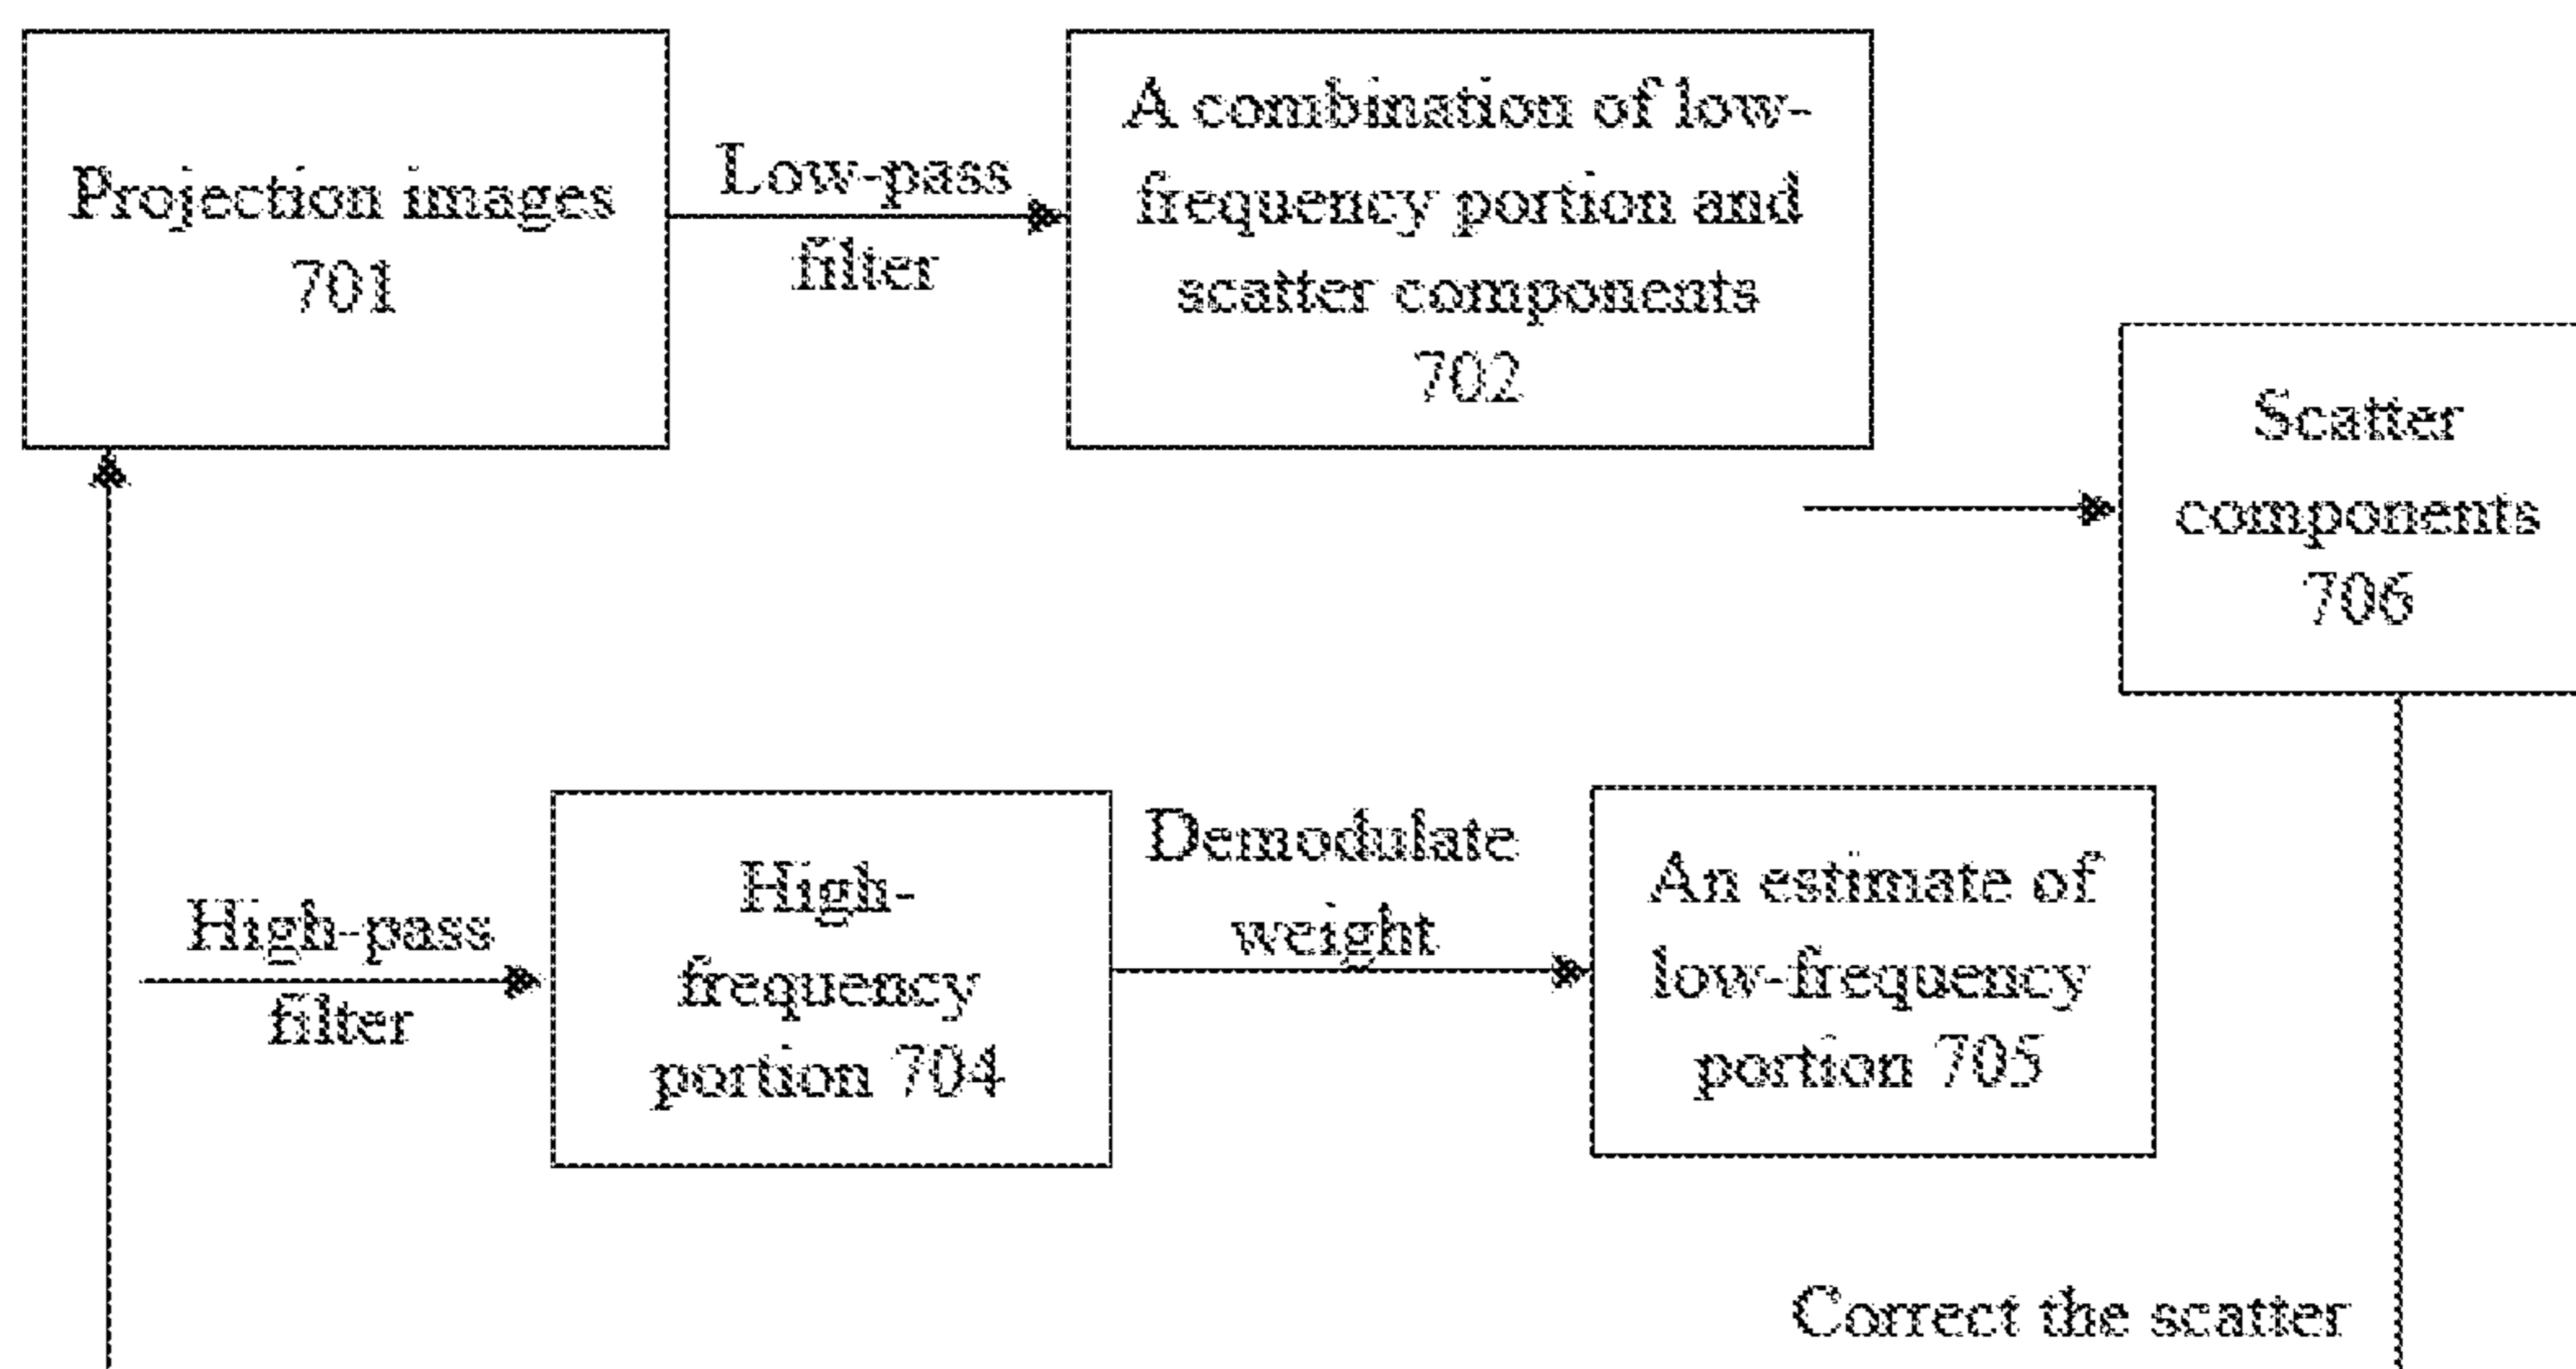 Projection images
701
Low-pass
filter
A combination of low-
frequency portion and
scatter components
702
Scatter
components
706
High-pass
filter
High-
frequency
portion 704
Demodulate
weight
An estimate of
low-frequency
portion 705
Correct the scatter